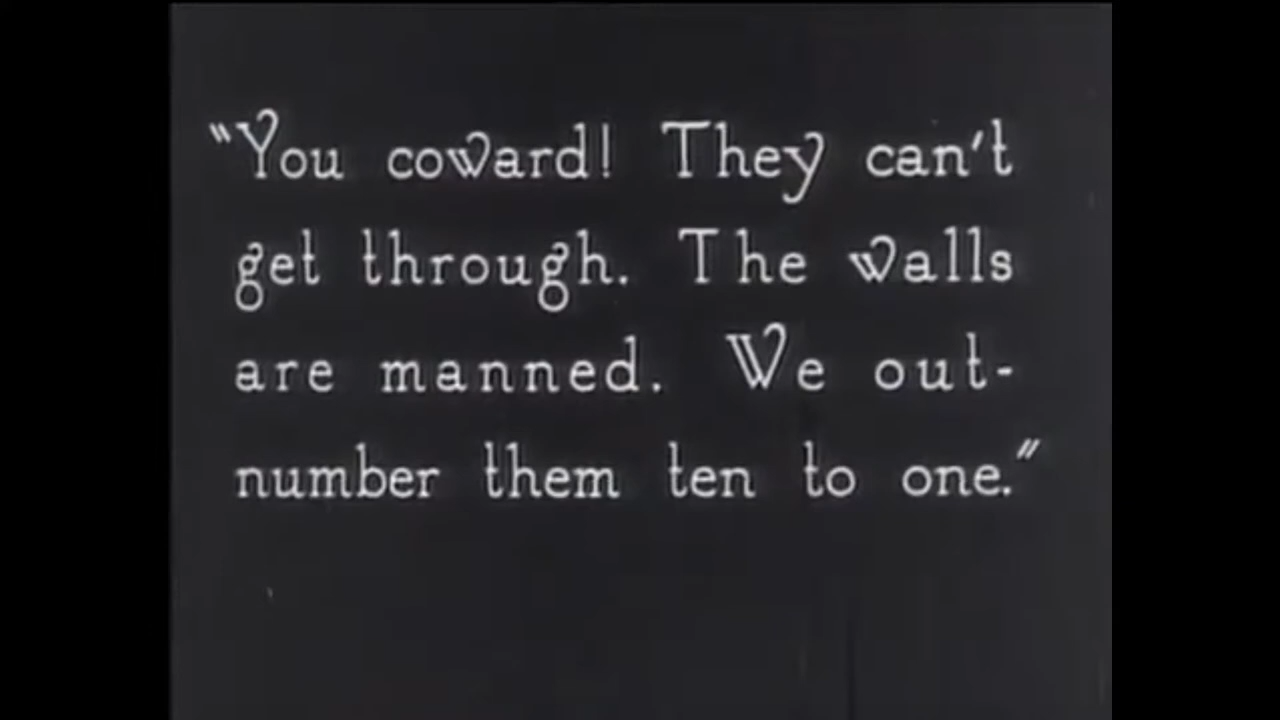 "You coward! They can't
get through. The walls
are manned. We out-
number them ten to one."